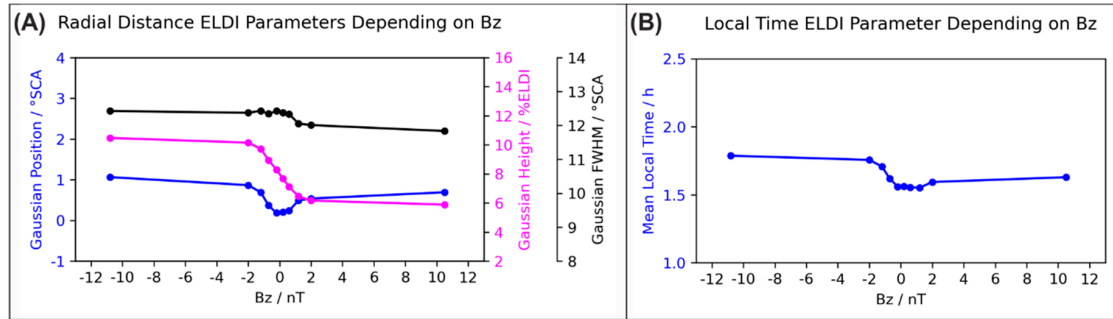 (A) Radial Distance ELDI Parameters Depending on Bz
Gaussian Position / °SCA
4
3
2
1
0
-1
-12 -10 -8 -6 -4 -2 0 2 4 6 8 10 12
Bz / nT
16
14
12
10
8
6
4
2
Gaussian Height / %ELDI
14
13
12
11
10
9
8
Gaussian FWHM / °SCA
(B) Local Time ELDI Parameter Depending on Bz
Mean Local Time / h
2.5
2.0
1.5
1.0
-12 -10 -8 -6 -4 -2 0 2 4 6 8 10 12
Bz / nT